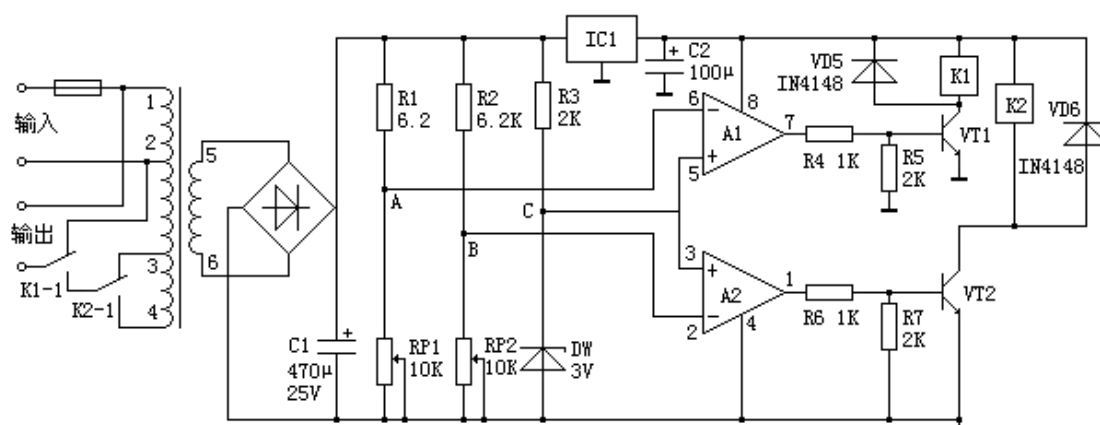 输入
输出
K1-1
K2-1
1
2
3
4
5
6
C1
470μ
25V
+
R1
6.2
A
RP1
10K
R2
6.2K
B
RP2
10K
R3
2K
C
DW
3V
IC1
+
C2
100μ
6
8
A1
7
5
−
+
3
A2
1
2
4
+
−
R4 1K
R5
2K
R6 1K
R7
2K
VD5
IN4148
K1
VT1
K2
VD6
IN4148
VT2